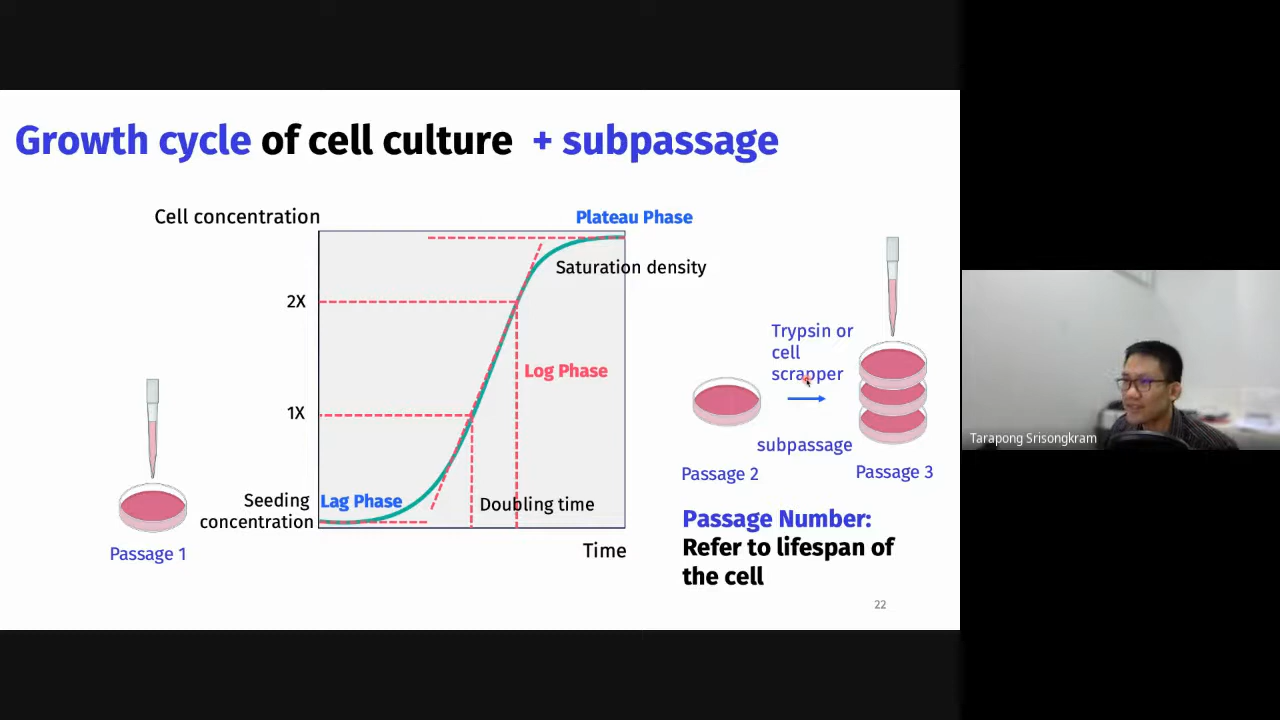 Growth cycle of cell culture + subpassage
Cell concentration
Plateau Phase
Saturation density
2X
Trypsin or
cell
scrapper
Log Phase
1X
subpassage
Passage 2
Passage 3
Seeding
concentration
Lag Phase
Doubling time
Passage 1
Time
Passage Number:
Refer to lifespan of
the cell
22
Tarapong Srisongkram